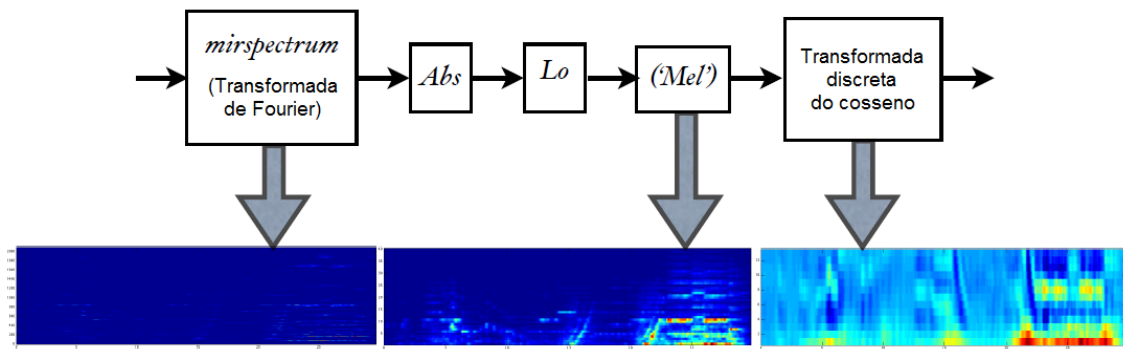 mirspectrum
(Transformada
de Fourier)
Abs
Lo
('Mel')
Transformada
discreta
do cosseno